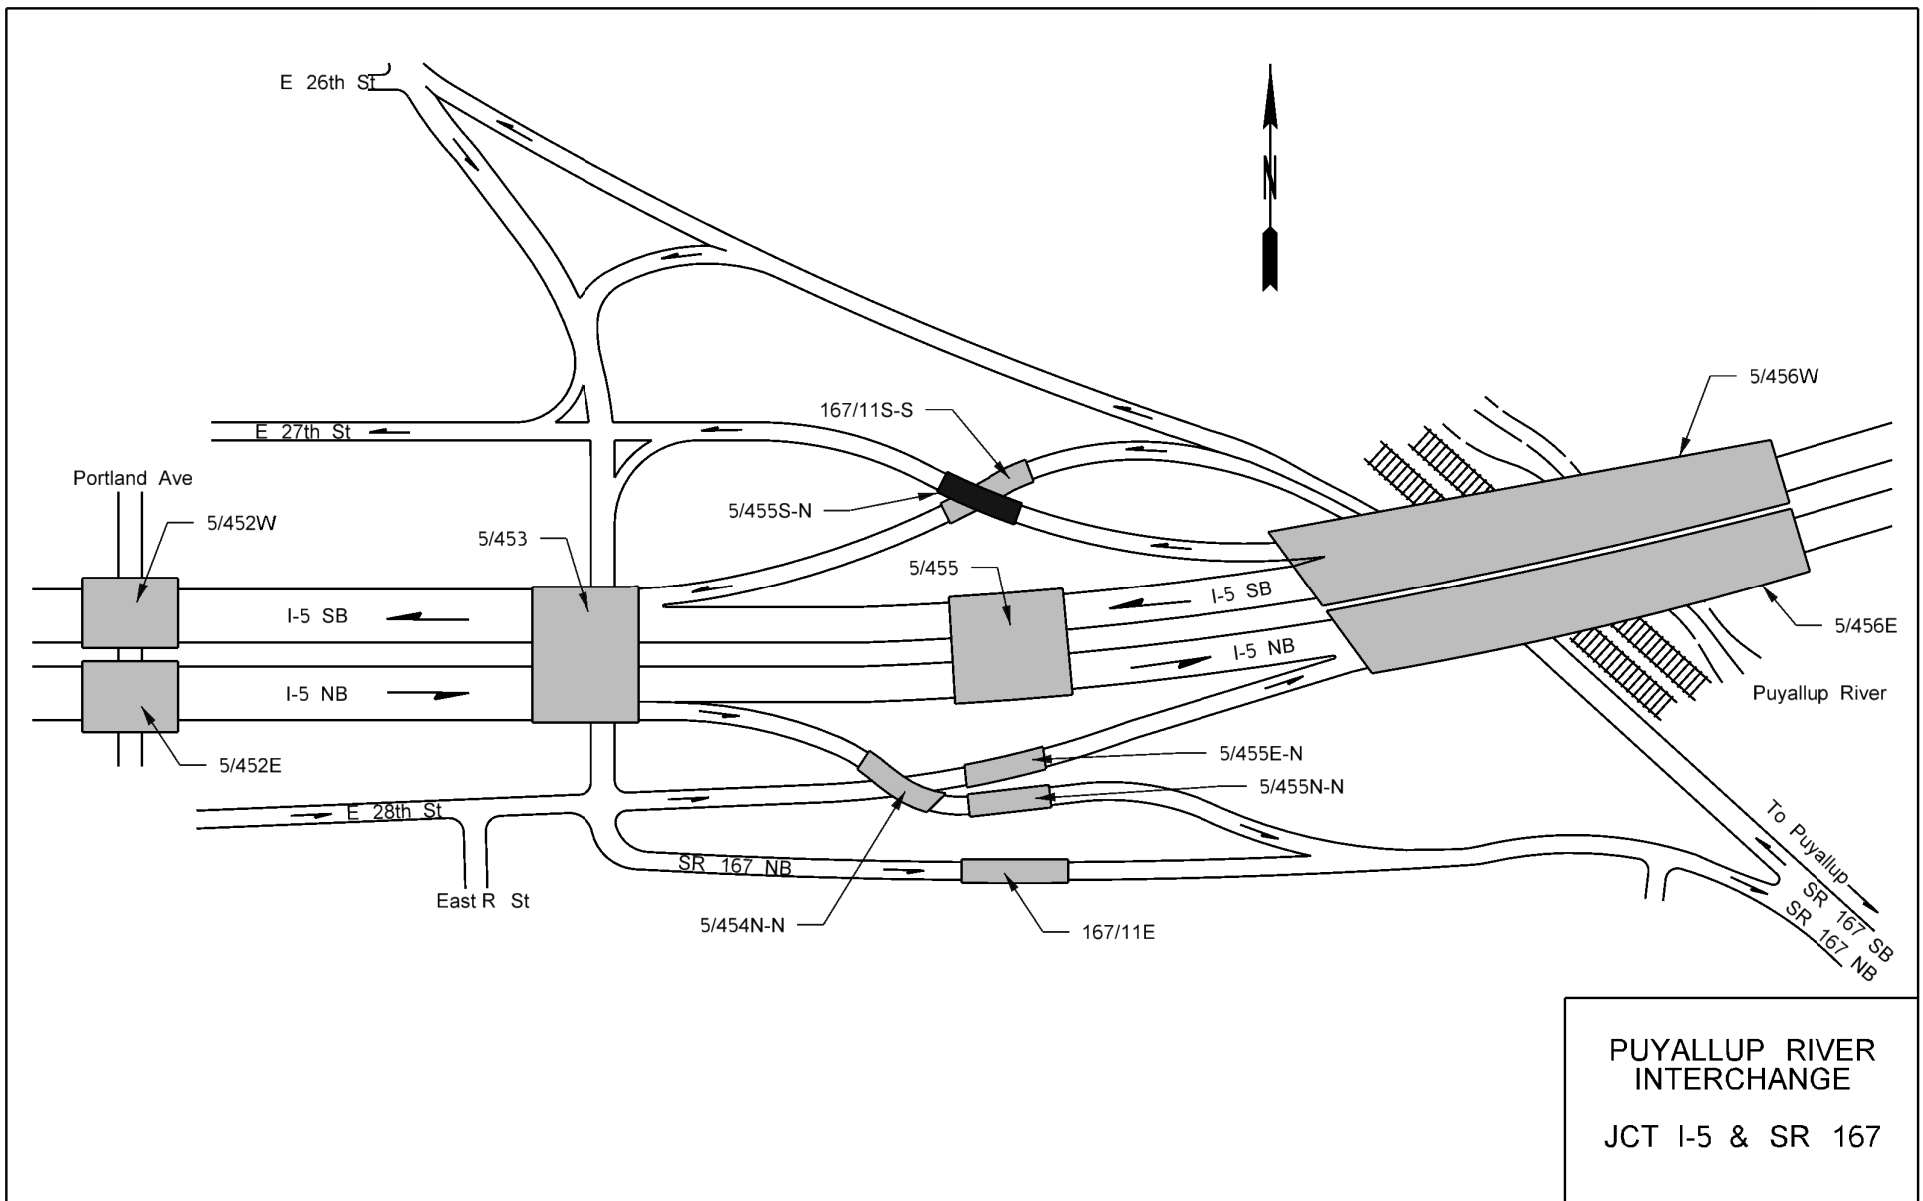 E 26th St
N
5/456W
167/11S-S
E 27th St
Portland Ave
5/455S-N
5/452W
5/453
5/455
I-5 SB
I-5 SB
5/456E
I-5 NB
I-5 NB
Puyallup River
5/455E-N
5/452E
5/455N-N
E 28th St
To Puyallup
SR 167 NB
SR 167 SB
SR 167 NB
East R St
5/454N-N
167/11E
PUYALLUP RIVER
INTERCHANGE
JCT I-5 & SR 167